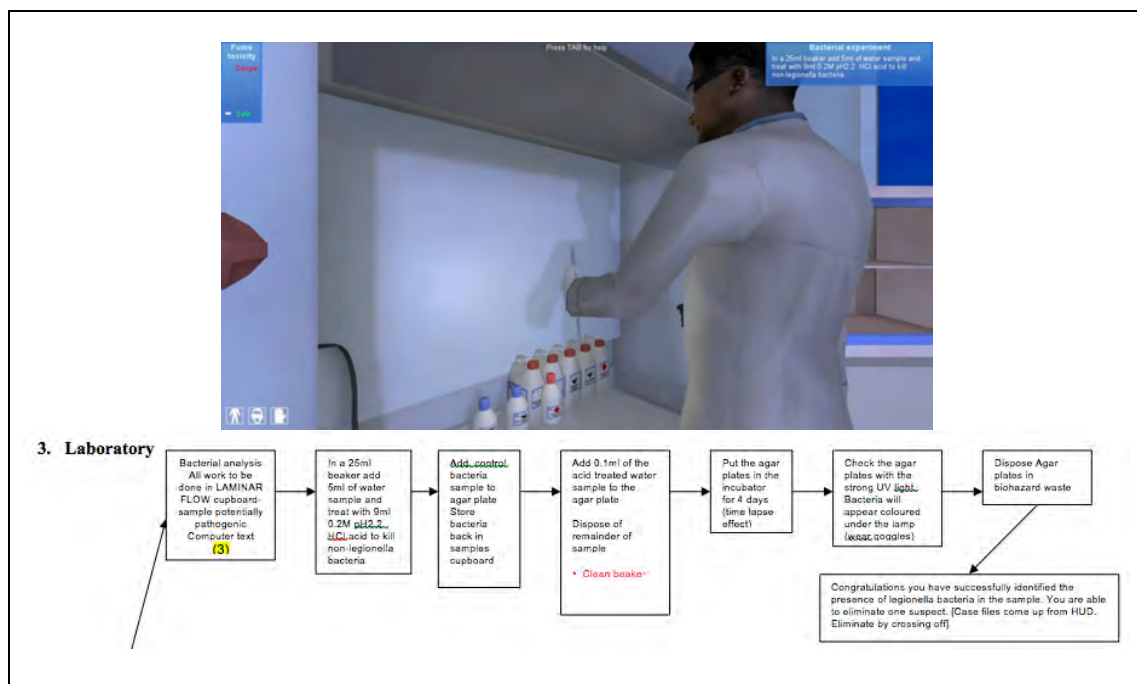 Fume
toxicity
Danger
Safe
Press TAB for help
Bacterial experiment
In a 25ml beaker add 5ml of water sample and
treat with 9ml 0.2M pH2.2 HCl acid to kill
non-legionella bacteria
3. Laboratory
Bacterial analysis
All work to be
done in LAMINAR
FLOW cupboard-
sample potentially
pathogenic
Computer text
(3)
In a 25ml
beaker add
5ml of water
sample and
treat with 9ml
0.2M pH2.2
HCl acid to kill
non-legionella
bacteria
Add control
bacteria
sample to
agar plate
Store
bacteria
back in
samples
cupboard
Add 0.1ml of the
acid treated water
sample to the
agar plate
Dispose of
remainder of
sample
• Clean beaker
Put the agar
plates in the
incubator
for 4 days
(time lapse
effect)
Check the agar
plates with the
strong UV light.
Bacteria will
appear coloured
under the lamp
(wear goggles)
Dispose Agar
plates in
biohazard waste
Congratulations you have successfully identified the
presence of legionella bacteria in the sample. You are able
to eliminate one suspect. [Case files come up from HUD.
Eliminate by crossing off]